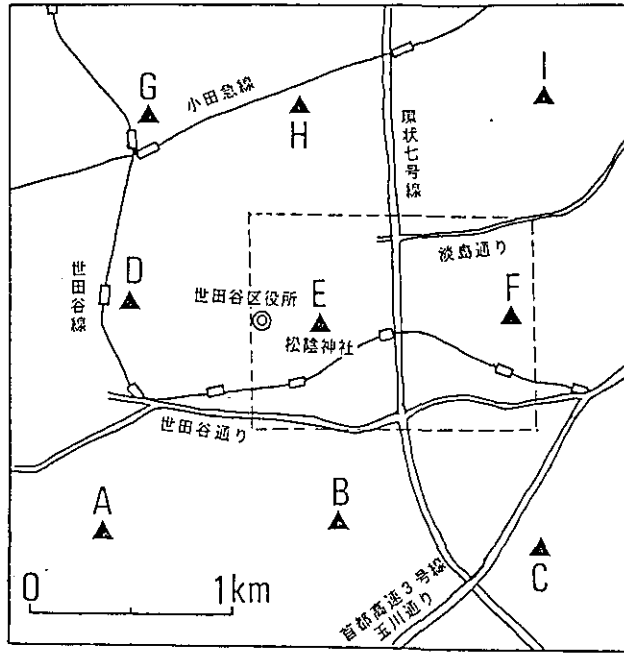 G
小田急線
H
I
環状七号線
淡島通り
世田谷線
D
世田谷区役所
E
F
松陰神社
世田谷通り
A
B
C
0 1km
首都高速3号線
玉川通り